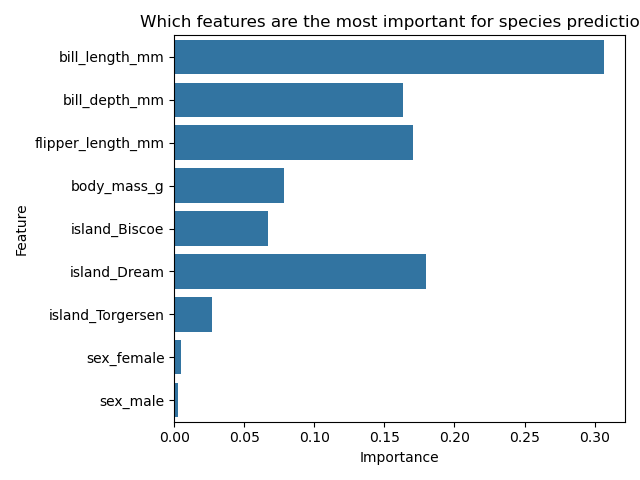 Which features are the most important for species predictio
bill_length_mm
bill_depth_mm
flipper_length_mm
body_mass_g
island_Biscoe
island_Dream
island_Torgersen
sex_female
sex_male
Feature
0.00 0.05 0.10 0.15 0.20 0.25 0.30
Importance